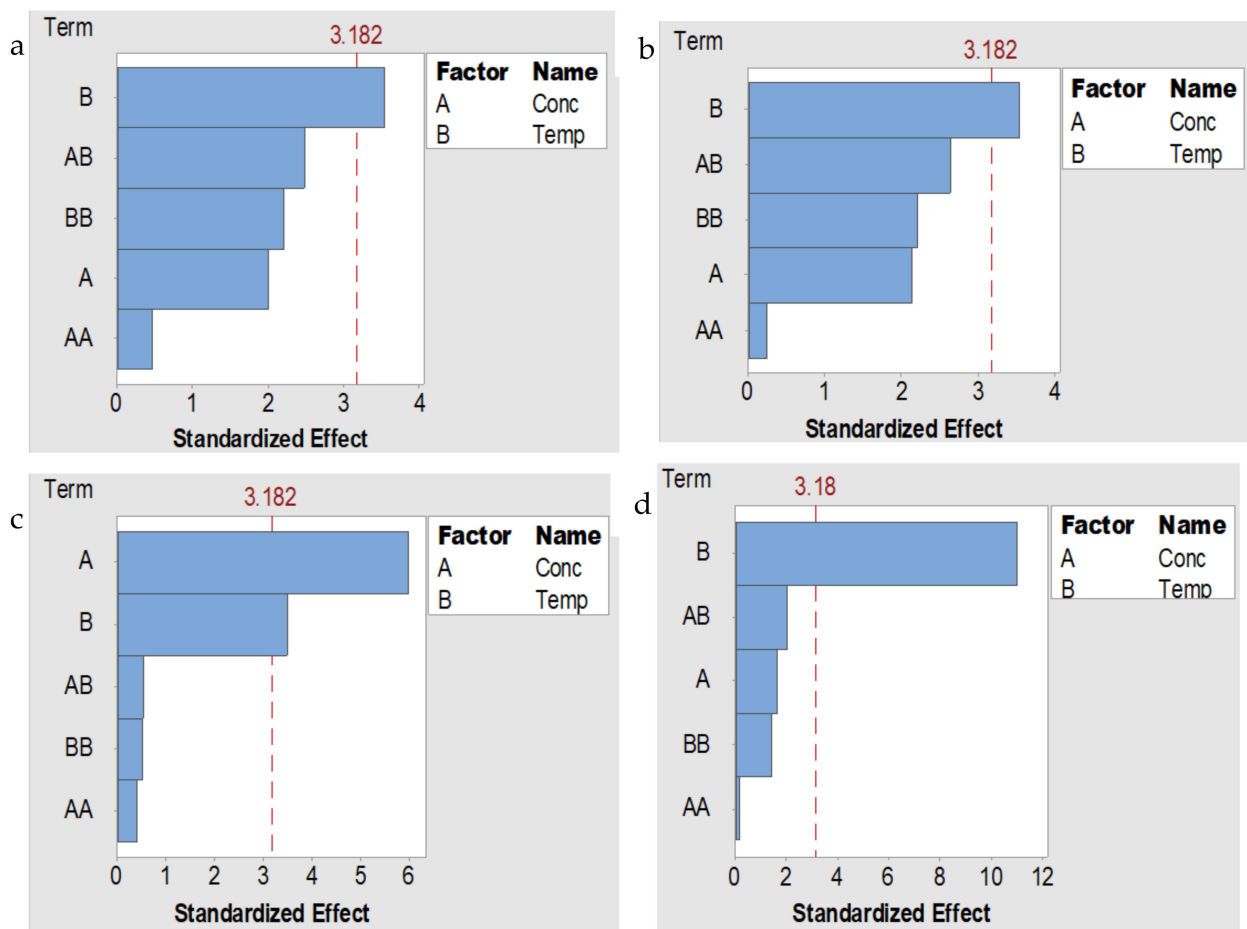 a
Term
3.182
Factor Name
A Conc
B Temp
B
AB
BB
A
AA
0 1 2 3 4
Standardized Effect
b
Term
3.182
Factor Name
A Conc
B Temp
B
AB
BB
A
AA
0 1 2 3 4
Standardized Effect
c
Term
3.182
Factor Name
A Conc
B Temp
A
B
AB
BB
AA
0 1 2 3 4 5 6
Standardized Effect
d
Term
3.18
Factor Name
A Conc
B Temp
B
AB
A
BB
AA
0 2 4 6 8 10 12
Standardized Effect